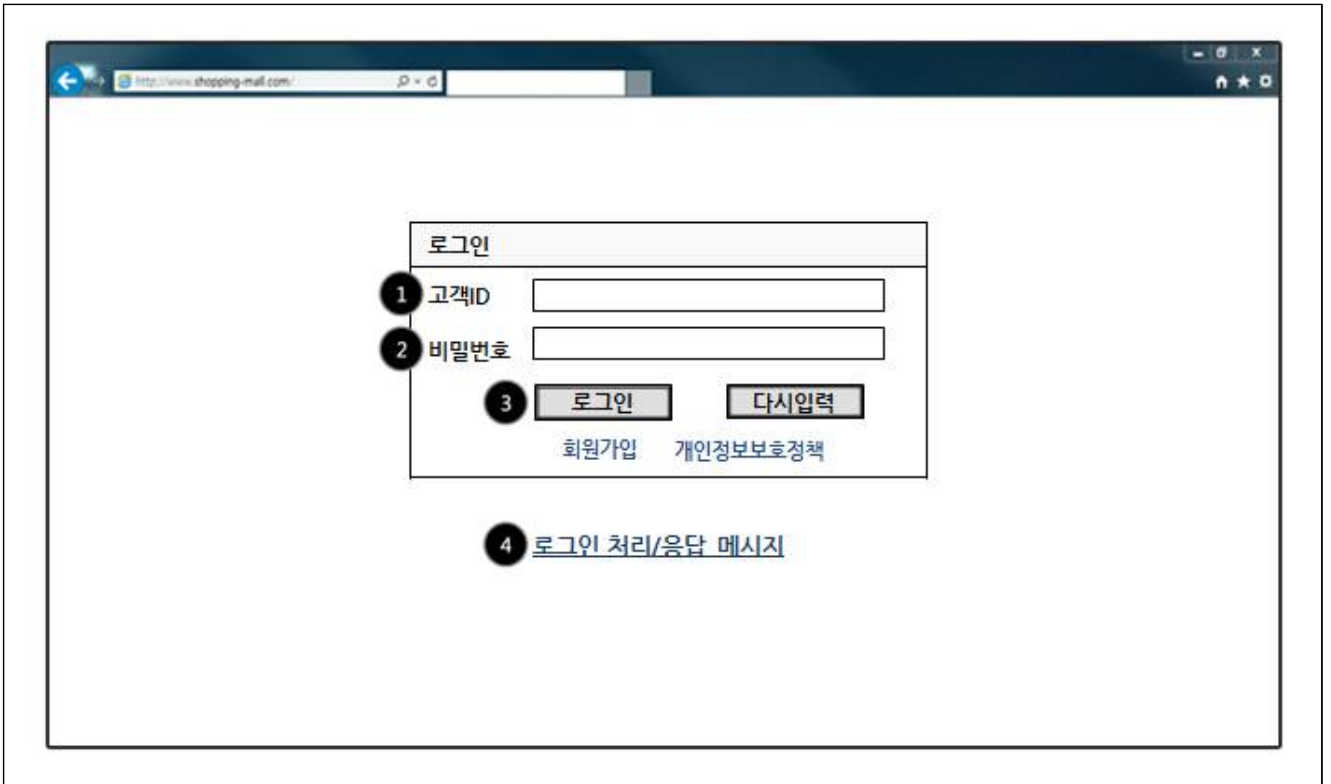 http://www.shopping-mall.com/
로그인
1 고객ID
2 비밀번호
3 로그인 다시입력
회원가입 개인정보보호정책
4 로그인 처리/응답 메시지